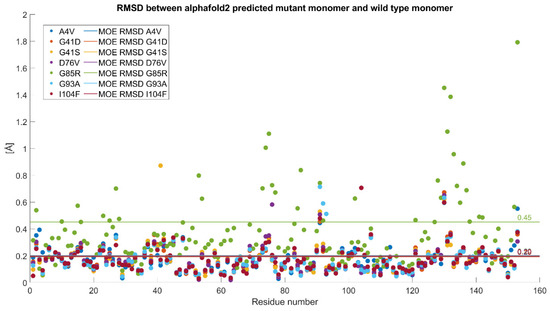 RMSD between alphafold2 predicted mutant monomer and wild type monomer
A4V MOE RMSD A4V
G41D MOE RMSD G41D
G41S MOE RMSD G41S
D76V MOE RMSD D76V
G85R MOE RMSD G85R
G93A MOE RMSD G93A
I104F MOE RMSD I104F
[A]
2
1.8
1.6
1.4
1.2
1
0.8
0.6
0.4
0.2
0
0.45
0.20
0 20 40 60 80 100 120 140 160
Residue number